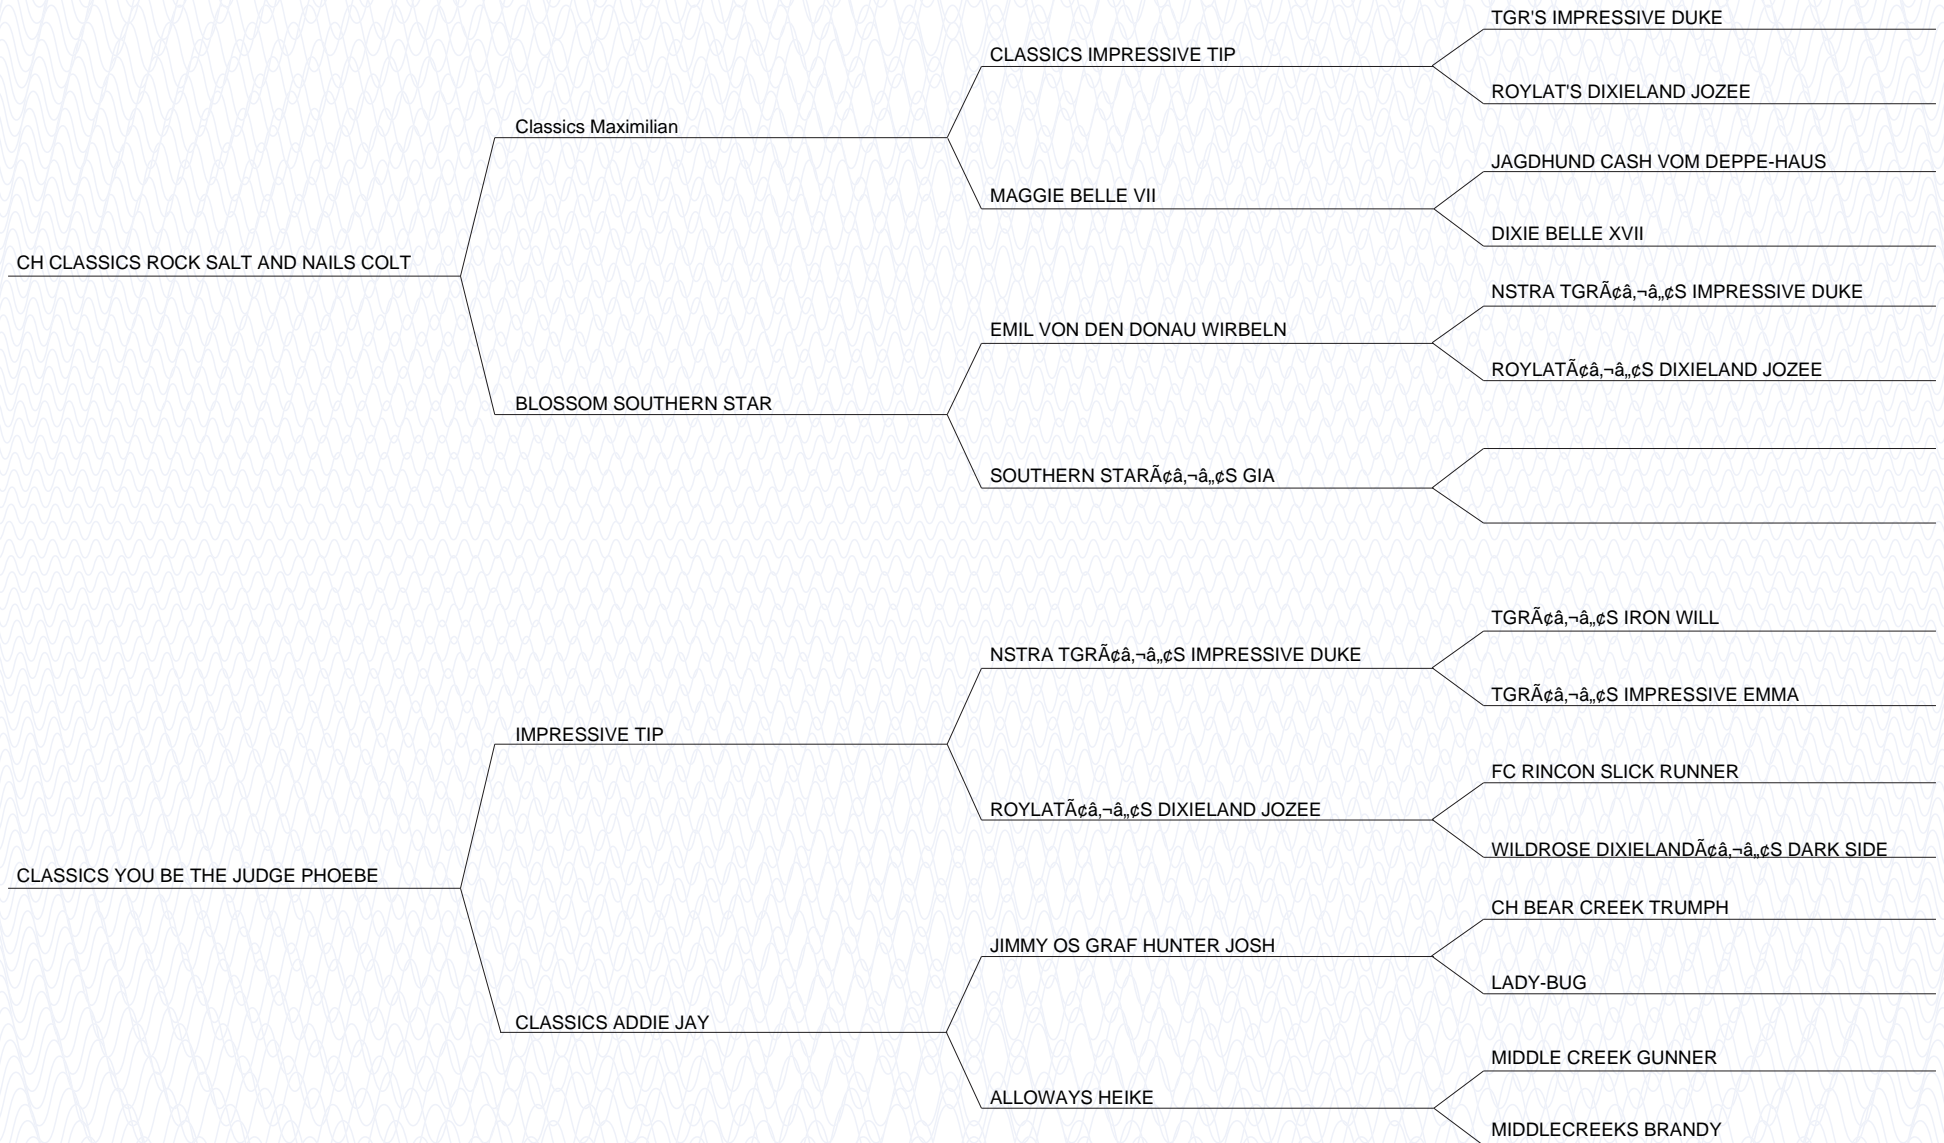 TGR'S IMPRESSIVE DUKE
CLASSICS IMPRESSIVE TIP
ROYLAT'S DIXIELAND JOZEE
Classics Maximilian
JAGDHUND CASH VOM DEPPE-HAUS
MAGGIE BELLE VII
DIXIE BELLE XVII
CH CLASSICS ROCK SALT AND NAILS COLT
NSTRA TGRÃ¢â‚¬â„¢S IMPRESSIVE DUKE
EMIL VON DEN DONAU WIRBELN
ROYLATÃ¢â‚¬â„¢S DIXIELAND JOZEE
BLOSSOM SOUTHERN STAR
SOUTHERN STARÃ¢â‚¬â„¢S GIA
TGRÃ¢â‚¬â„¢S IRON WILL
NSTRA TGRÃ¢â‚¬â„¢S IMPRESSIVE DUKE
TGRÃ¢â‚¬â„¢S IMPRESSIVE EMMA
IMPRESSIVE TIP
FC RINCON SLICK RUNNER
ROYLATÃ¢â‚¬â„¢S DIXIELAND JOZEE
WILDROSE DIXIELANDÃ¢â‚¬â„¢S DARK SIDE
CLASSICS YOU BE THE JUDGE PHOEBE
CH BEAR CREEK TRUMPH
JIMMY OS GRAF HUNTER JOSH
LADY-BUG
CLASSICS ADDIE JAY
MIDDLE CREEK GUNNER
ALLOWAYS HEIKE
MIDDLECREEKS BRANDY